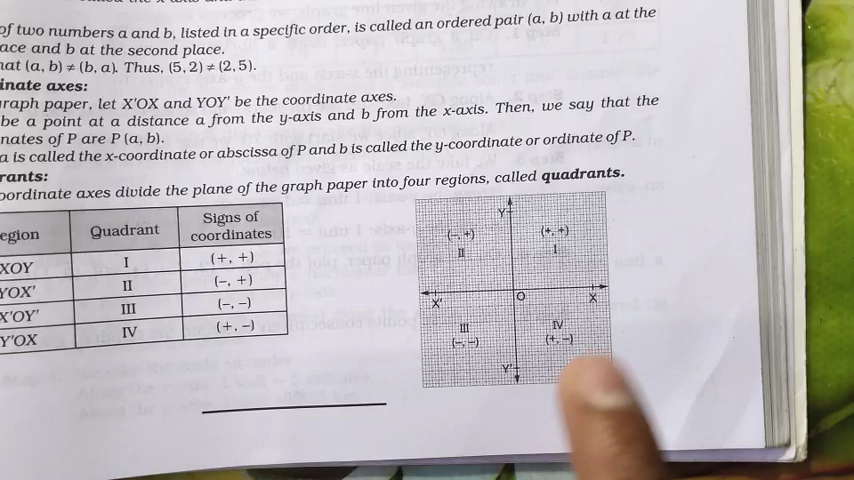 of two numbers a and b, listed in a specific order, is called an ordered pair (a, b) with a at the
ace and b at the second place.
hat (a, b) ≠ (b, a). Thus, (5, 2) ≠ (2, 5).
inate axes:
raph paper, let X'OX and YOY' be the coordinate axes.
be a point at a distance a from the y-axis and b from the x-axis. Then, we say that the
nates of P are P (a, b).
a is called the x-coordinate or abscissa of P and b is called the y-coordinate or ordinate of P.
rants:
oordinate axes divide the plane of the graph paper into four regions, called quadrants.
egion Quadrant Signs of coordinates
XOY I (+, +)
YOX' II (–, +)
X'OY' III (–, –)
Y'OX IV (+, –)
Y
(–, +) (+, +)
II I
X' O X
III IV
(–, –) (+, –)
Y'